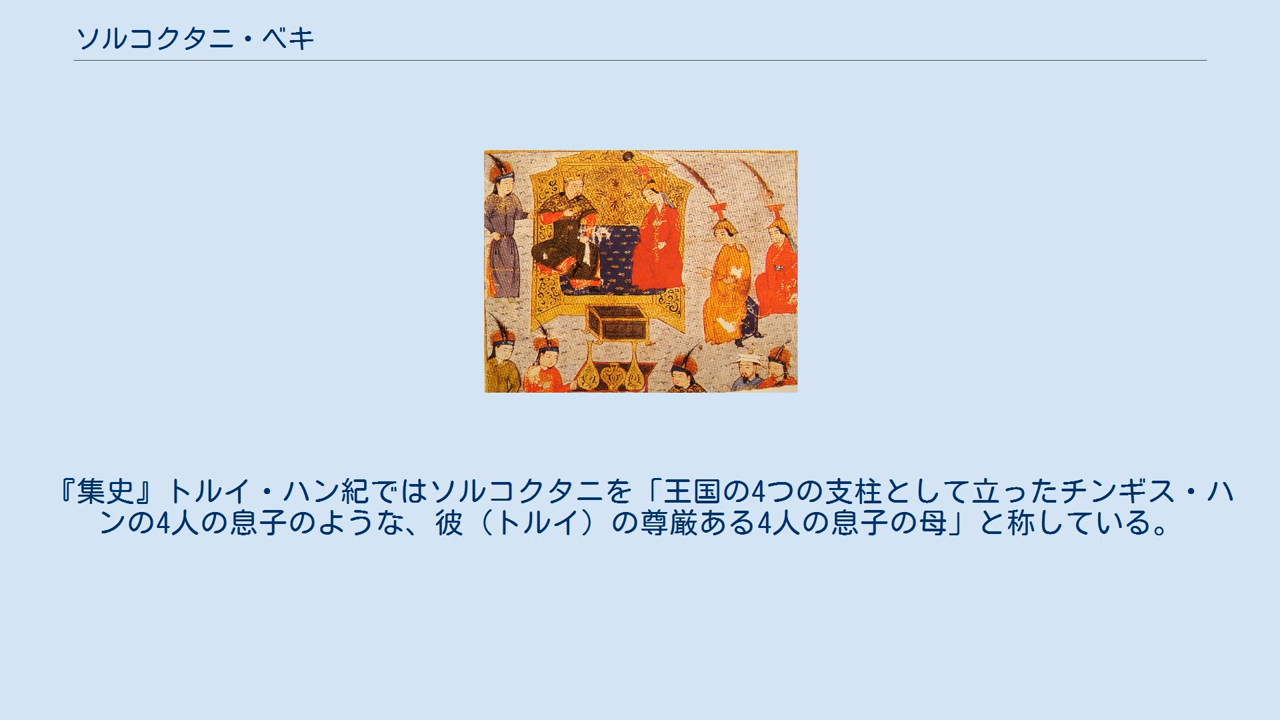 ソルコクタニ・ベキ
『集史』トルイ・ハン紀ではソルコクタニを「王国の4つの支柱として立ったチンギス・ハ
ンの4人の息子のような、彼（トルイ）の尊厳ある4人の息子の母」と称している。